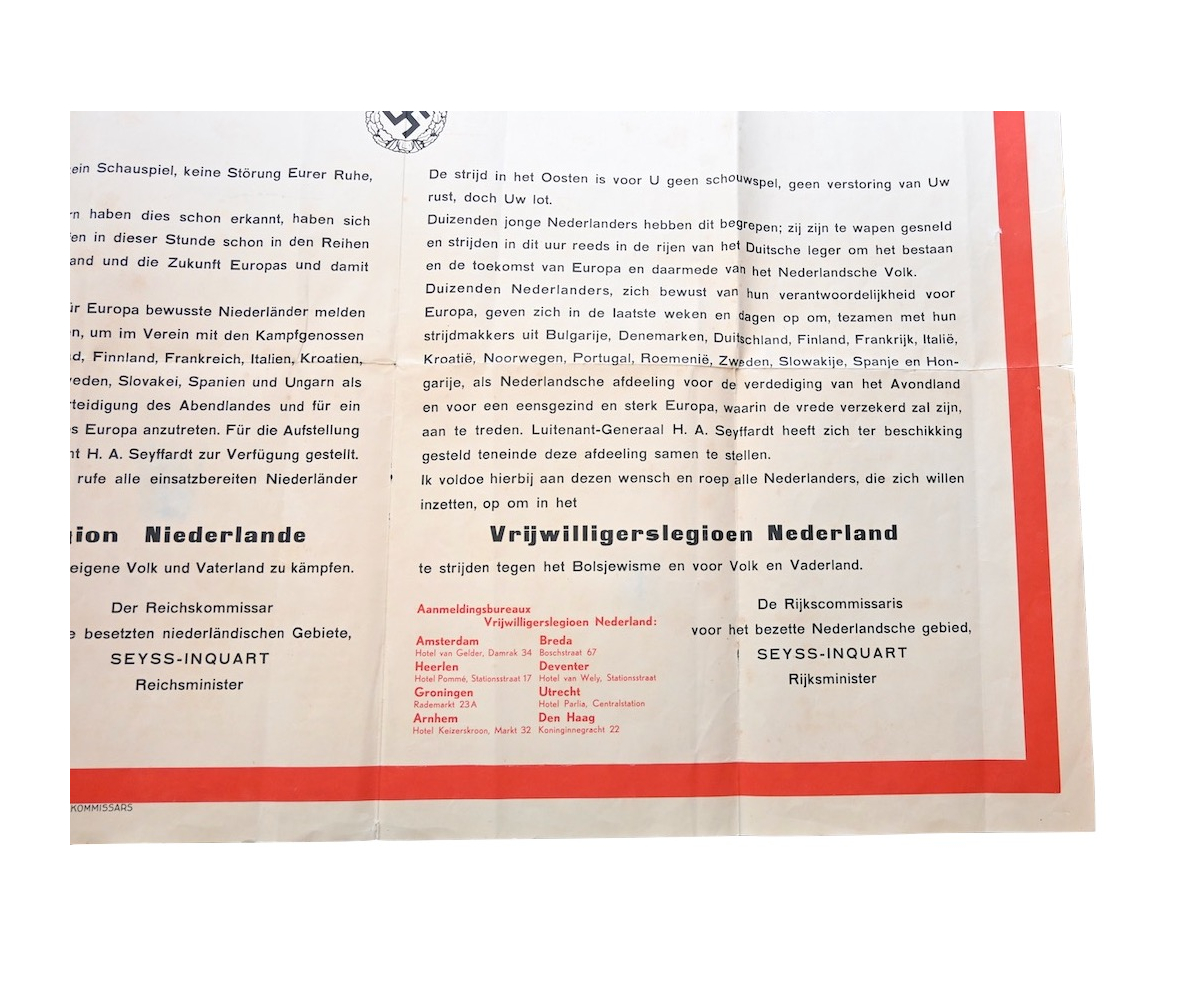 ein Schauspiel, keine Störung Eurer Ruhe,
haben dies schon erkannt, haben sich
in dieser Stunde schon in den Reihen
und die Zukunft Europas und damit
für Europa bewusste Niederländer melden
um im Verein mit den Kampfgenossen
Finnland, Frankreich, Italien, Kroatien,
Slovakei, Spanien und Ungarn als
teidigung des Abendlandes und für ein
Europa anzutreten. Für die Aufstellung
H. A. Seyffardt zur Verfügung gestellt.
rufe alle einsatzbereiten Niederländer
gion Niederlande
eigene Volk und Vaterland zu kämpfen.
Der Reichskommissar
e besetzten niederländischen Gebiete,
SEYSS-INQUART
Reichsminister
KOMMISSARS
De strijd in het Oosten is voor U geen schouwspel, geen verstoring van Uw
rust, doch Uw lot.
Duizenden jonge Nederlanders hebben dit begrepen; zij zijn te wapen gesneld
en strijden in dit uur reeds in de rijen van het Duitsche leger om het bestaan
en de toekomst van Europa en daarmede van het Nederlandsche Volk.
Duizenden Nederlanders, zich bewust van hun verantwoordelijkheid voor
Europa, geven zich in de laatste weken en dagen op om, tezamen met hun
strijdmakkers uit Bulgarije, Denemarken, Duitschland, Finland, Frankrijk, Italië,
Kroatië, Noorwegen, Portugal, Roemenië, Zweden, Slowakije, Spanje en Hon-
garije, als Nederlandsche afdeeling voor de verdediging van het Avondland
en voor een eensgezind en sterk Europa, waarin de vrede verzekerd zal zijn,
aan te treden. Luitenant-Generaal H. A. Seyffardt heeft zich ter beschikking
gesteld teneinde deze afdeeling samen te stellen.
Ik voldoe hierbij aan dezen wensch en roep alle Nederlanders, die zich willen
inzetten, op om in het
Vrijwilligerslegioen Nederland
te strijden tegen het Bolsjewisme en voor Volk en Vaderland.
Aanmeldingsbureaux
Vrijwilligerslegioen Nederland:
Amsterdam
Hotel van Gelder, Damrak 34
Heerlen
Hotel Pommé, Stationsstraat 17
Groningen
Rademarkt 23A
Arnhem
Hotel Keizerskroon, Markt 32
Breda
Boschstraat 67
Deventer
Hotel van Wely, Stationsstraat
Utrecht
Hotel Parlia, Centralstation
Den Haag
Koninginnegracht 22
De Rijkscommissaris
voor het bezette Nederlandsche gebied,
SEYSS-INQUART
Rijksminister